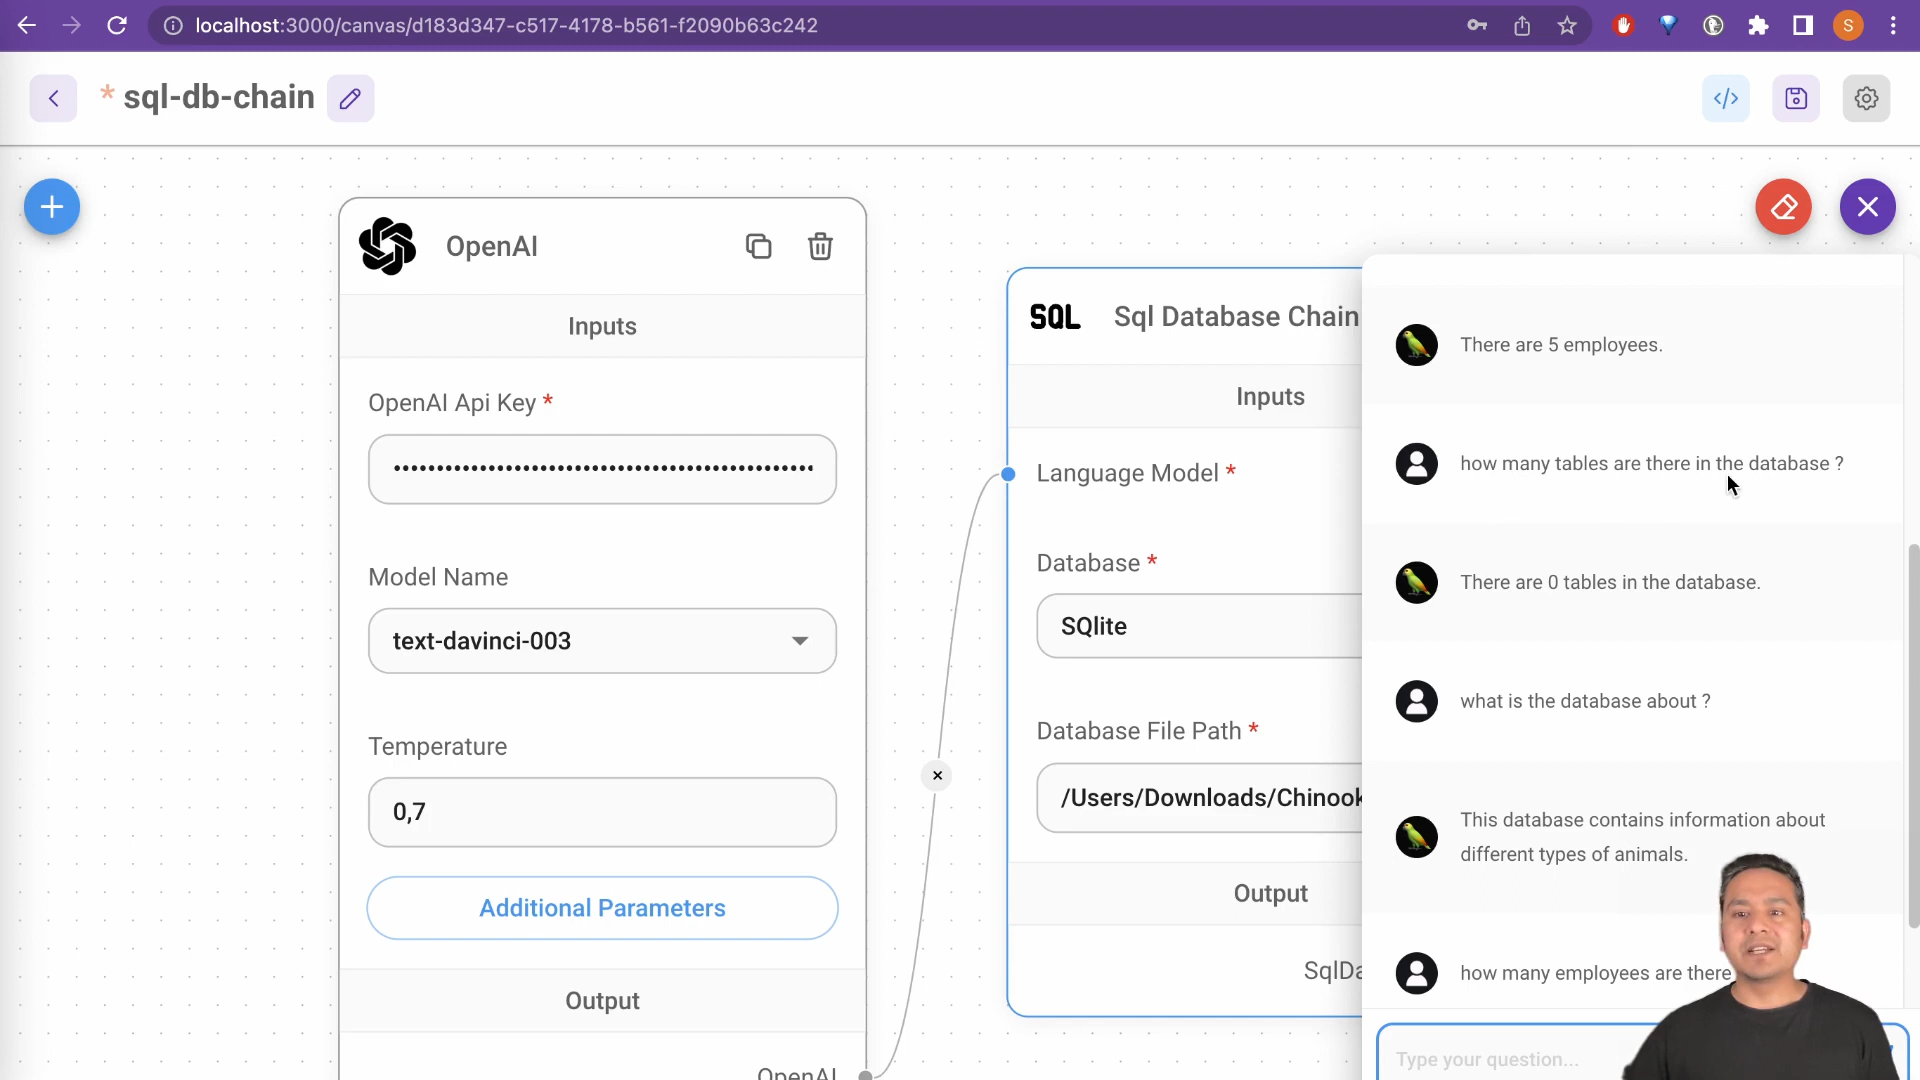 localhost:3000/canvas/d183d347-c517-4178-b561-f2090b63c242
S
* sql-db-chain
</>
OpenAI
Inputs
OpenAI Api Key *
••••••••••••••••••••••••••••••••••••••••••••••••
Model Name
text-davinci-003
Temperature
0,7
Additional Parameters
Output
OpenAI
SQL
Sql Database Chain
Inputs
Language Model *
Database *
SQlite
Database File Path *
/Users/Downloads/Chinook
Output
SqlDa
There are 5 employees.
how many tables are there in the database ?
There are 0 tables in the database.
what is the database about ?
This database contains information about
different types of animals.
how many employees are there
Type your question...